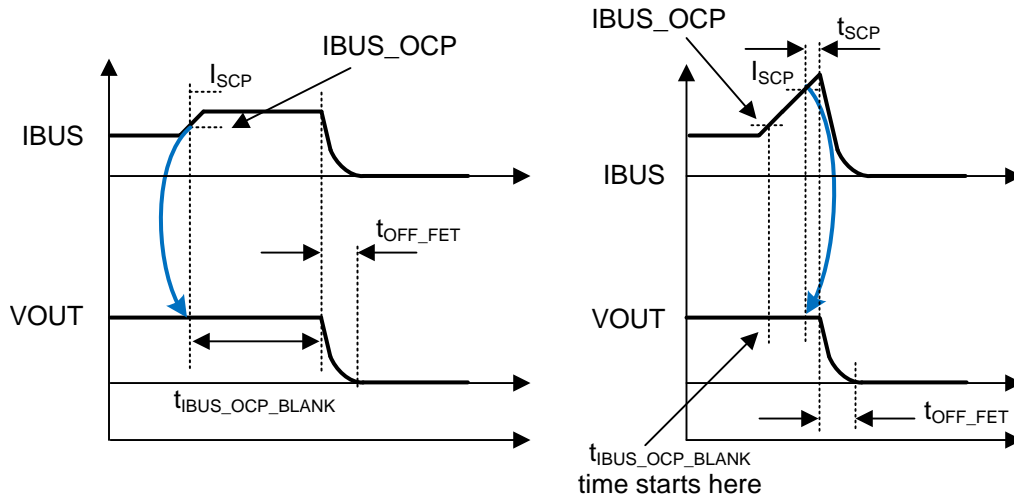 IBUS_OCP
ISCP
IBUS
tOFF_FET
VOUT
tIBUS_OCP_BLANK
IBUS_OCP
tSCP
ISCP
IBUS
VOUT
tOFF_FET
tIBUS_OCP_BLANK
time starts here